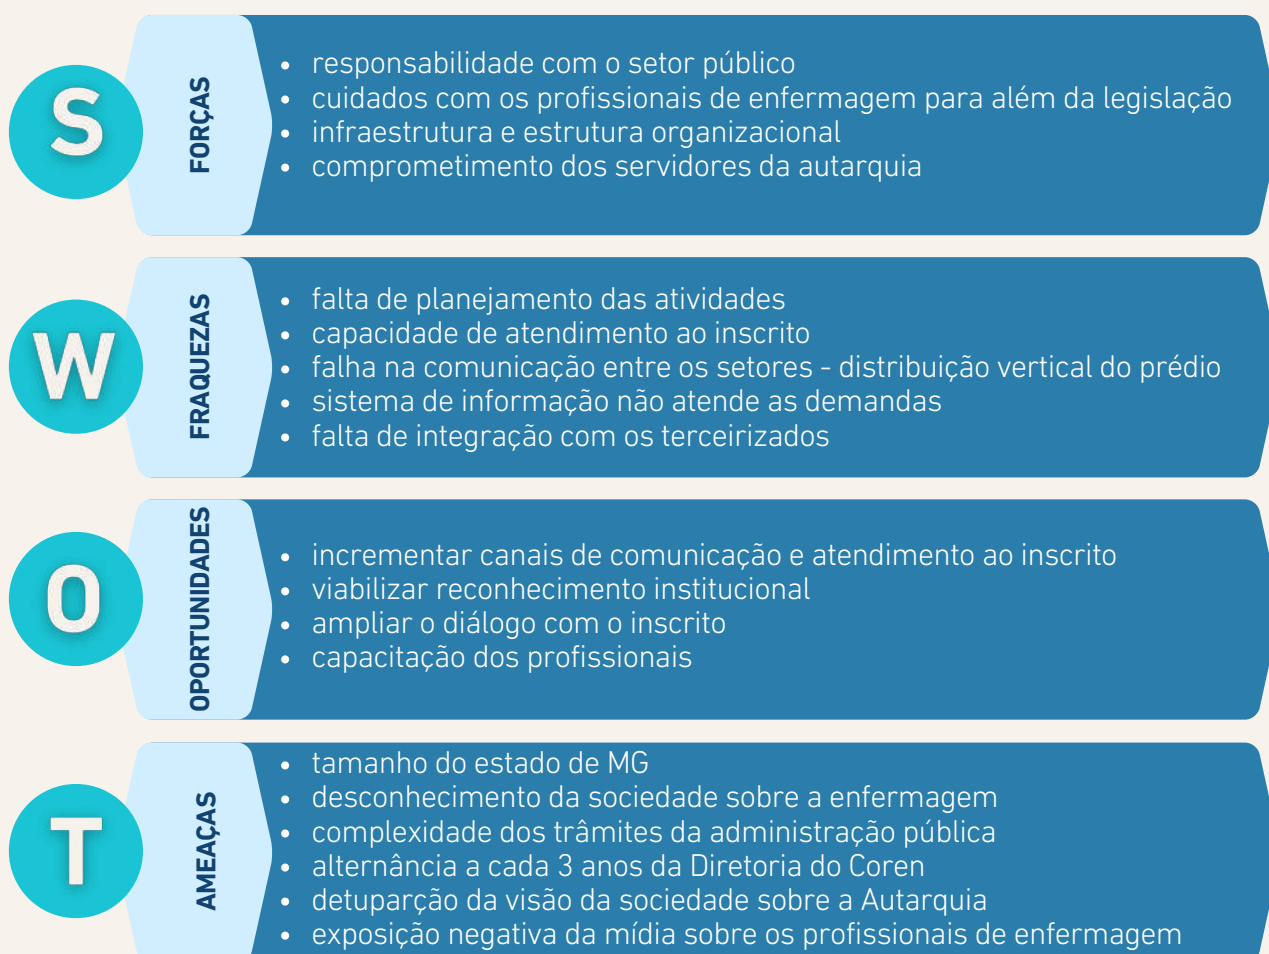 S
FORÇAS
• responsabilidade com o setor público
• cuidados com os profissionais de enfermagem para além da legislação
• infraestrutura e estrutura organizacional
• comprometimento dos servidores da autarquia
W
FRAQUEZAS
• falta de planejamento das atividades
• capacidade de atendimento ao inscrito
• falha na comunicação entre os setores - distribuição vertical do prédio
• sistema de informação não atende as demandas
• falta de integração com os terceirizados
O
OPORTUNIDADES
• incrementar canais de comunicação e atendimento ao inscrito
• viabilizar reconhecimento institucional
• ampliar o diálogo com o inscrito
• capacitação dos profissionais
T
AMEAÇAS
• tamanho do estado de MG
• desconhecimento da sociedade sobre a enfermagem
• complexidade dos trâmites da administração pública
• alternância a cada 3 anos da Diretoria do Coren
• detuparção da visão da sociedade sobre a Autarquia
• exposição negativa da mídia sobre os profissionais de enfermagem